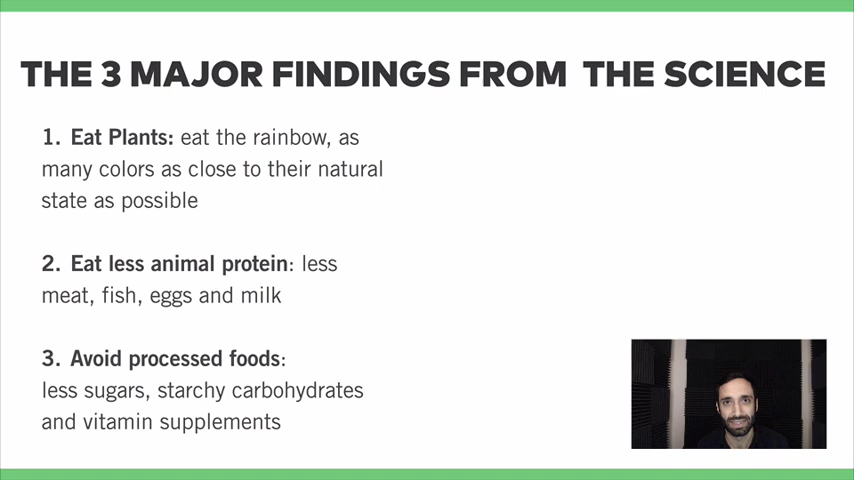 THE 3 MAJOR FINDINGS FROM THE SCIENCE
1. Eat Plants: eat the rainbow, as
many colors as close to their natural
state as possible
2. Eat less animal protein: less
meat, fish, eggs and milk
3. Avoid processed foods:
less sugars, starchy carbohydrates
and vitamin supplements